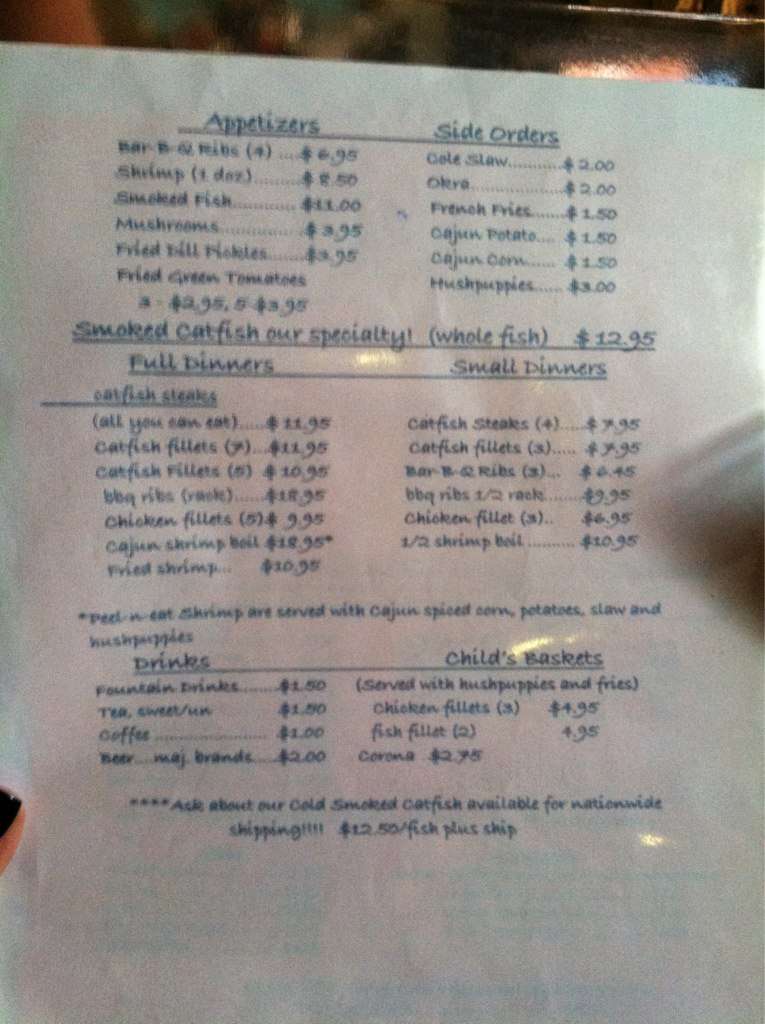 Appetizers
Bar-B-Q Ribs (4) ....$6.95
Shrimp (1 doz).........$8.50
Smoked Fish............$11.00
Mushrooms...............$3.95
Fried Dill Pickles......$3.95
Fried Green Tomatoes
3 - $2.95, 5-$3.95
Side Orders
Cole Slaw............$2.00
Okra....................$2.00
French Fries.......$1.50
Cajun Potato....$1.50
Cajun Corn......$1.50
Hushpuppies.....$3.00
Smoked Catfish our specialty! (whole fish) $12.95
Full Dinners
catfish steaks
(all you can eat).....$11.95
Catfish fillets (7)..$11.95
Catfish Fillets (5) $10.95
bbq ribs (rack)......$18.95
Chicken fillets (5)$ 9.95
Cajun shrimp boil $18.95*
Fried shrimp... $10.95
Small Dinners
Catfish Steaks (4)....$7.95
Catfish fillets (3).....$7.95
Bar-B-Q Ribs (3)...$6.45
bbq ribs 1/2 rack.......$9.95
Chicken fillet (3)..$6.95
1/2 shrimp boil ..........$10.95
*Peel-n-eat Shrimp are served with Cajun spiced corn, potatoes, slaw and
hushpuppies
Drinks
Fountain Drinks.......$1.50
Tea, sweet/un $1.50
Coffee........................$1.00
Beer....maj. brands....$2.00
Child's Baskets
(Served with hushpuppies and fries)
Chicken fillets (3) $4.95
fish fillet (2) 4.95
Corona $2.75
****Ask about our Cold Smoked Catfish available for nationwide
shipping!!!! $12.50/fish plus ship